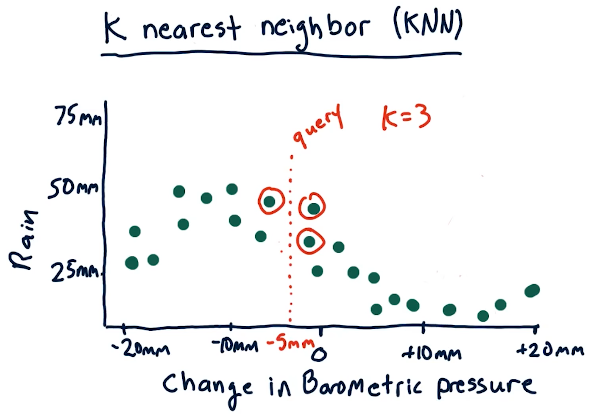 K nearest neighbor (KNN)
75mm
query
K=3
50mm
Rain
25mm
-20mm -10mm -5mm 0 +10mm +20mm
Change in Barometric pressure